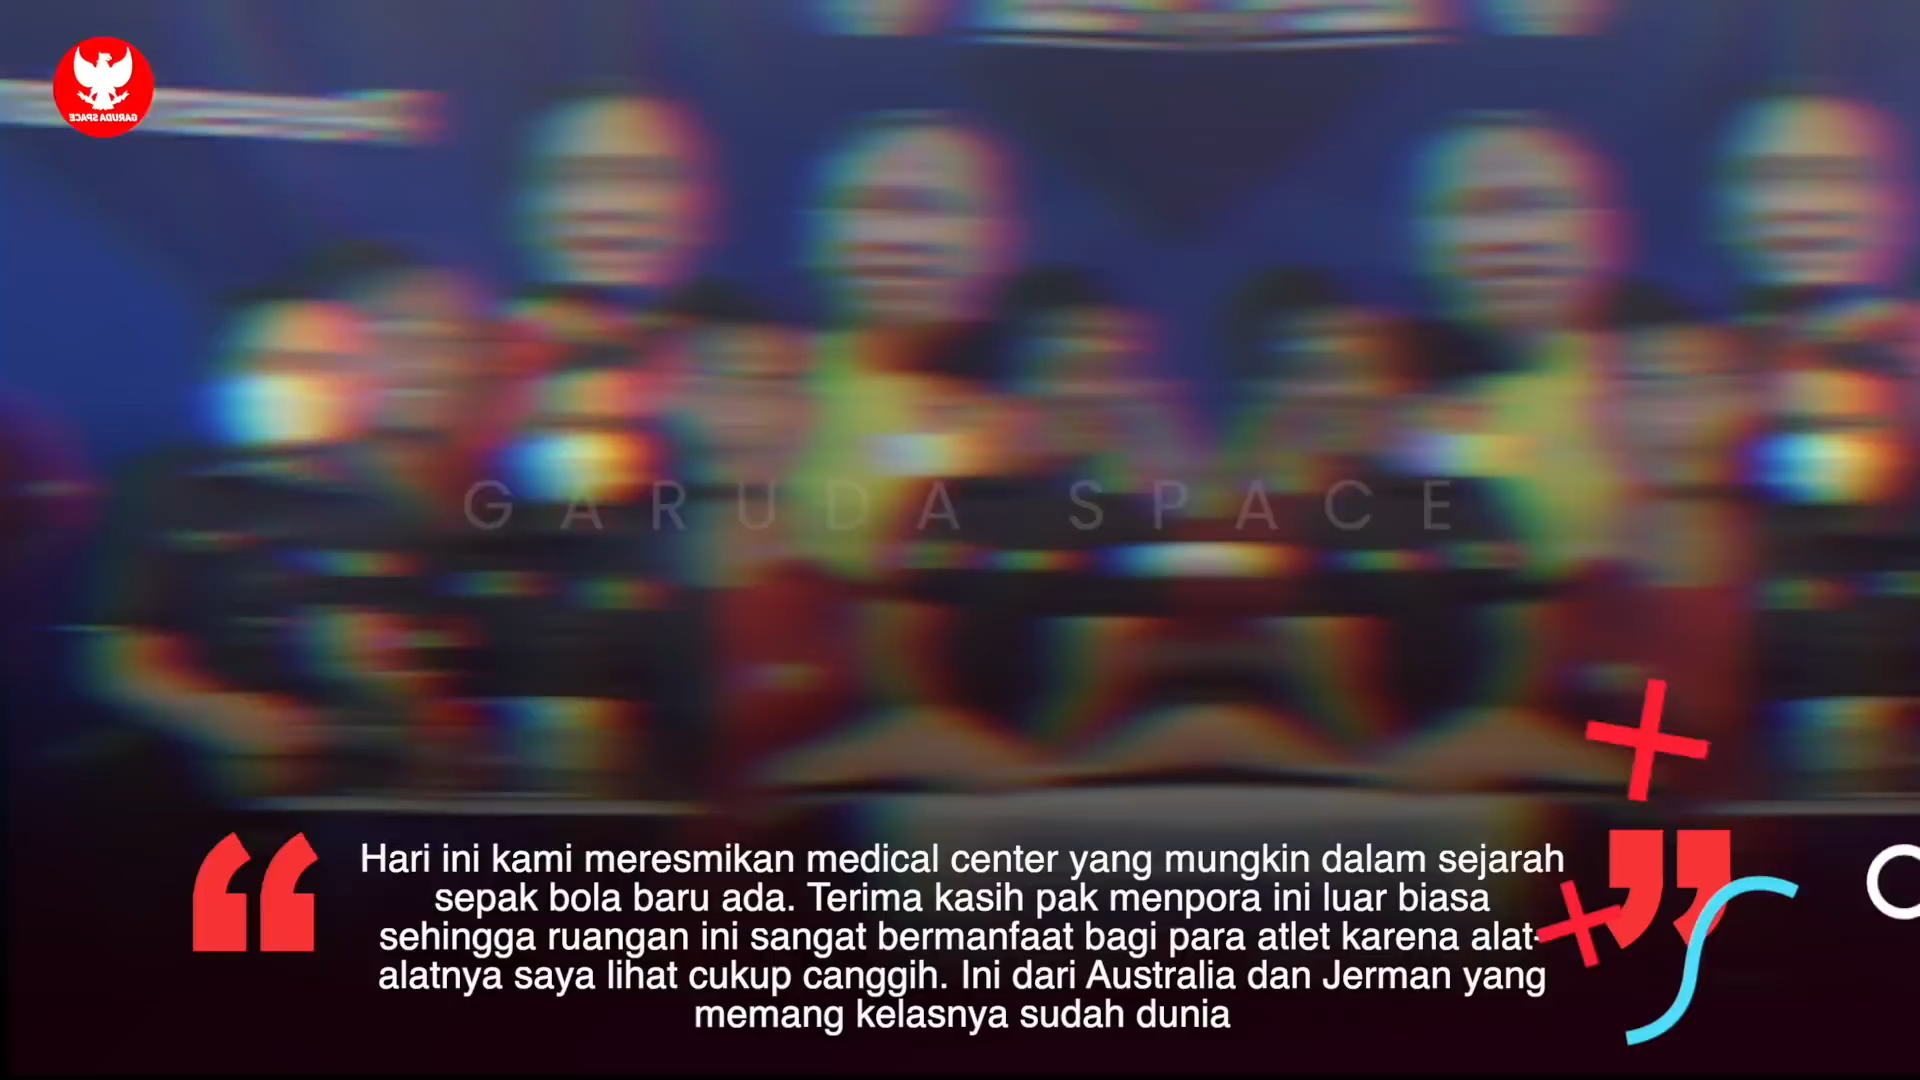 GARUDA SPACE
GARUDA SPACE
Hari ini kami meresmikan medical center yang mungkin dalam sejarah
sepak bola baru ada. Terima kasih pak menpora ini luar biasa
sehingga ruangan ini sangat bermanfaat bagi para atlet karena alat-
alatnya saya lihat cukup canggih. Ini dari Australia dan Jerman yang
memang kelasnya sudah dunia